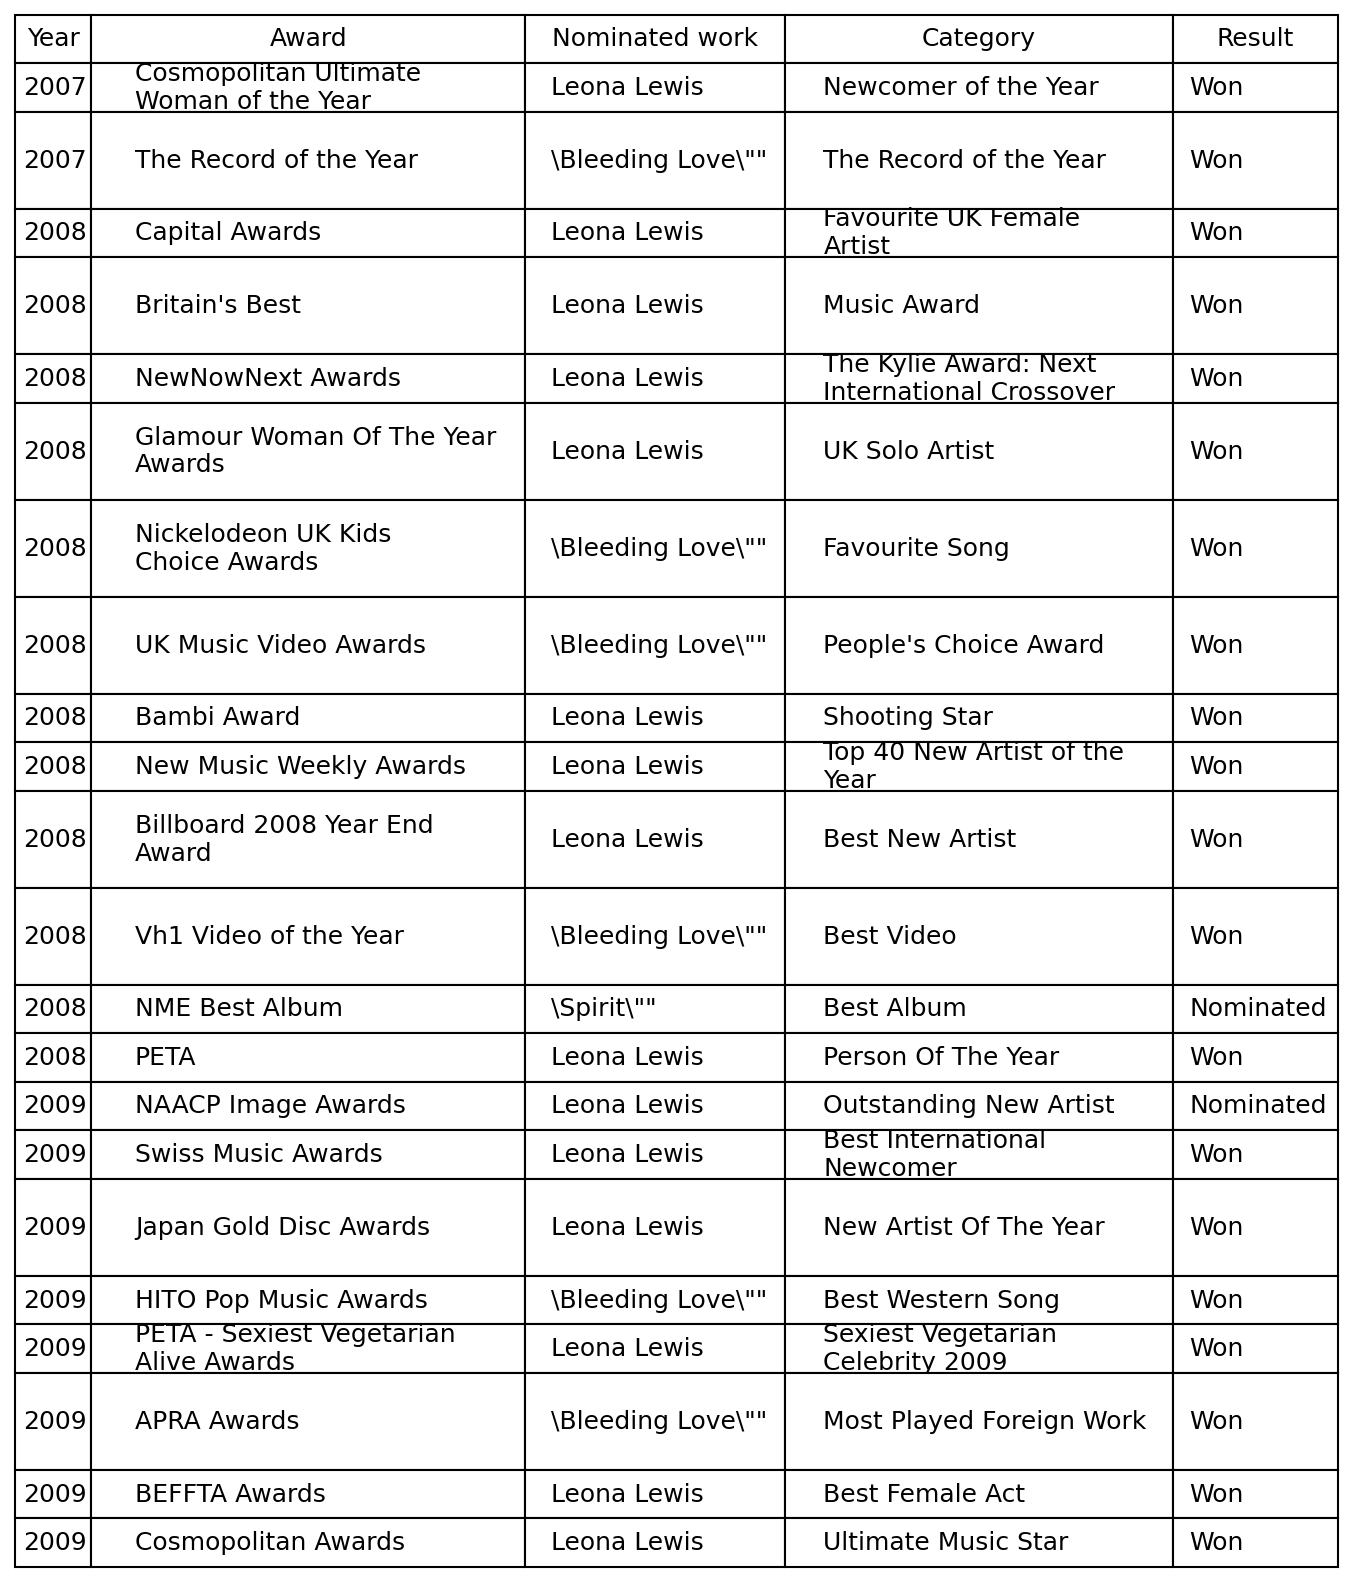 Year Award Nominated work Category Result
2007 Cosmopolitan Ultimate Woman of the Year Leona Lewis Newcomer of the Year Won
2007 The Record of the Year \Bleeding Love\"" The Record of the Year Won
2008 Capital Awards Leona Lewis Favourite UK Female Artist Won
2008 Britain's Best Leona Lewis Music Award Won
2008 NewNowNext Awards Leona Lewis The Kylie Award: Next International Crossover Won
2008 Glamour Woman Of The Year Awards Leona Lewis UK Solo Artist Won
2008 Nickelodeon UK Kids Choice Awards \Bleeding Love\"" Favourite Song Won
2008 UK Music Video Awards \Bleeding Love\"" People's Choice Award Won
2008 Bambi Award Leona Lewis Shooting Star Won
2008 New Music Weekly Awards Leona Lewis Top 40 New Artist of the Year Won
2008 Billboard 2008 Year End Award Leona Lewis Best New Artist Won
2008 Vh1 Video of the Year \Bleeding Love\"" Best Video Won
2008 NME Best Album \Spirit\"" Best Album Nominated
2008 PETA Leona Lewis Person Of The Year Won
2009 NAACP Image Awards Leona Lewis Outstanding New Artist Nominated
2009 Swiss Music Awards Leona Lewis Best International Newcomer Won
2009 Japan Gold Disc Awards Leona Lewis New Artist Of The Year Won
2009 HITO Pop Music Awards \Bleeding Love\"" Best Western Song Won
2009 PETA - Sexiest Vegetarian Alive Awards Leona Lewis Sexiest Vegetarian Celebrity 2009 Won
2009 APRA Awards \Bleeding Love\"" Most Played Foreign Work Won
2009 BEFFTA Awards Leona Lewis Best Female Act Won
2009 Cosmopolitan Awards Leona Lewis Ultimate Music Star Won